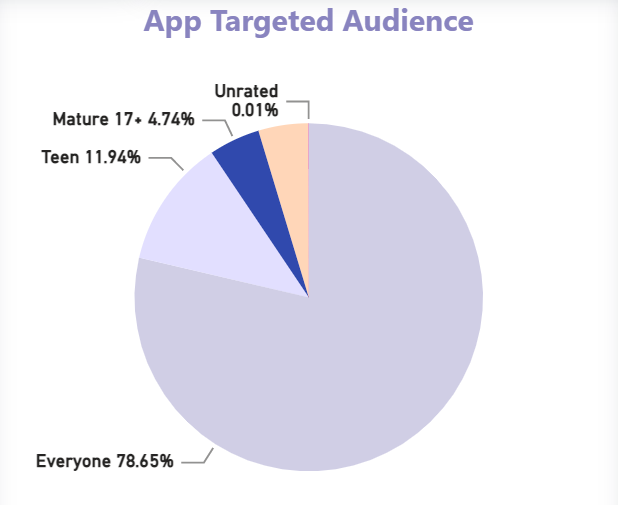 App Targeted Audience
Unrated
0.01%
Mature 17+ 4.74%
Teen 11.94%
Everyone 78.65%